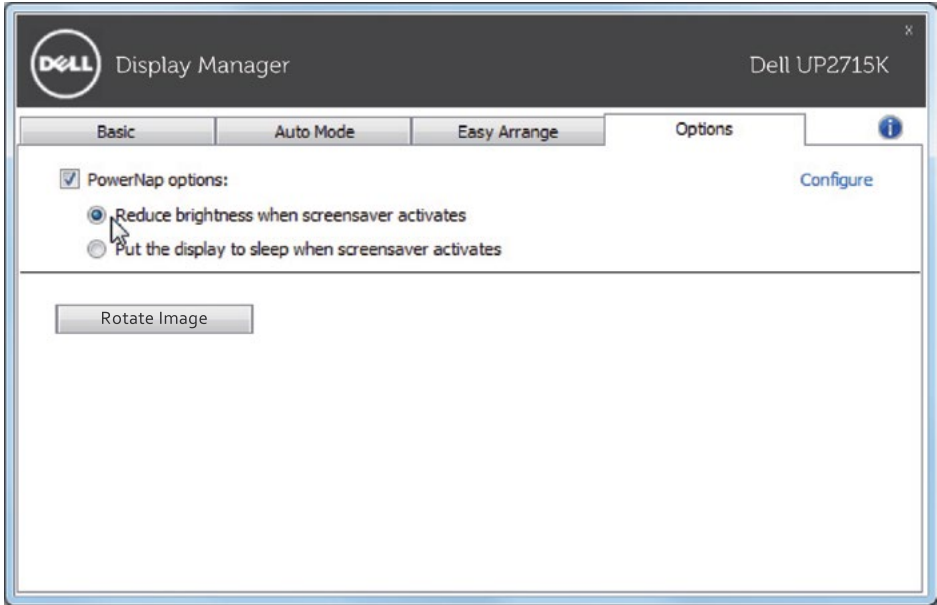 DELL Display Manager Dell UP2715K
x
Basic Auto Mode Easy Arrange Options i
PowerNap options: Configure
Reduce brightness when screensaver activates
Put the display to sleep when screensaver activates
Rotate Image